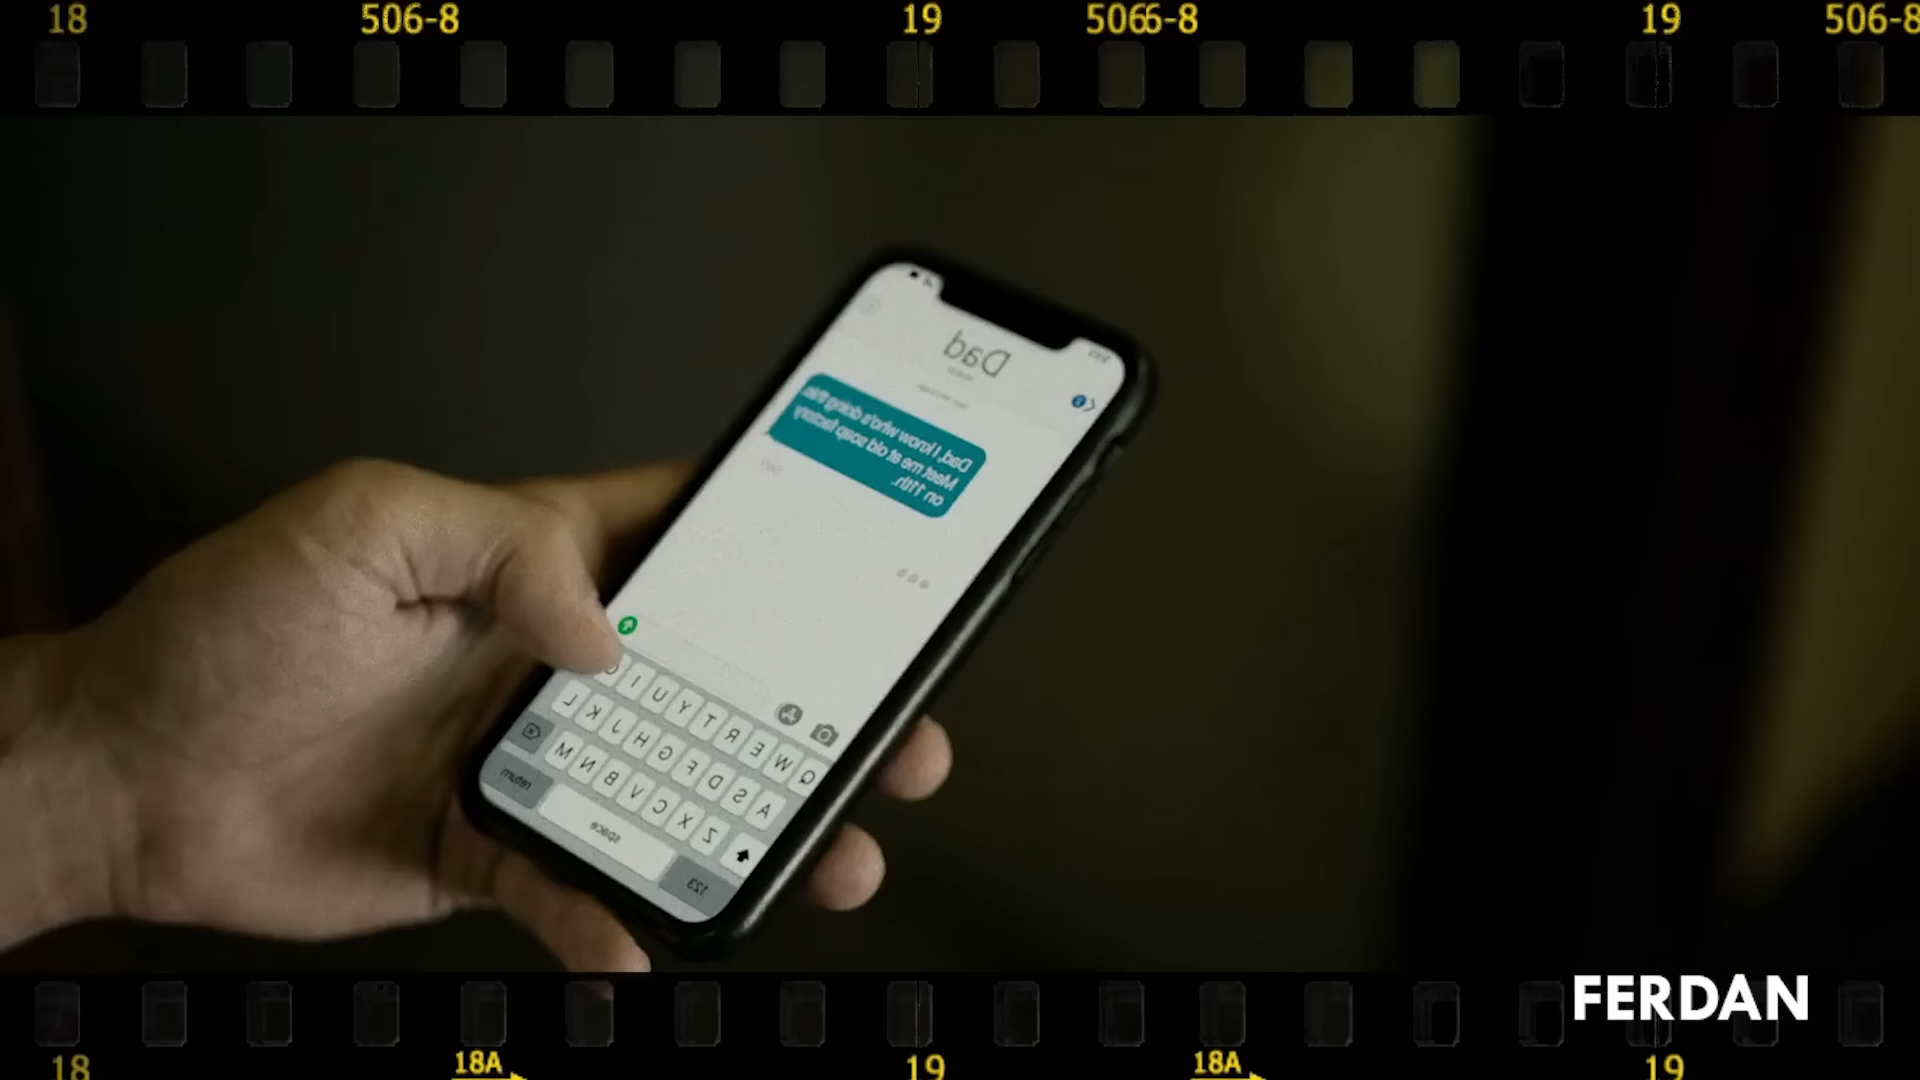 18 506-8 19 5066-8 19 506-8
Dad
Dad, I know who's doing this
Meet me at old soap factory
on 11th.
Q W E R T Y U I
A S D F G H J K L
Z X C V B N M
123 space return
FERDAN
18 18A 19 18A 19